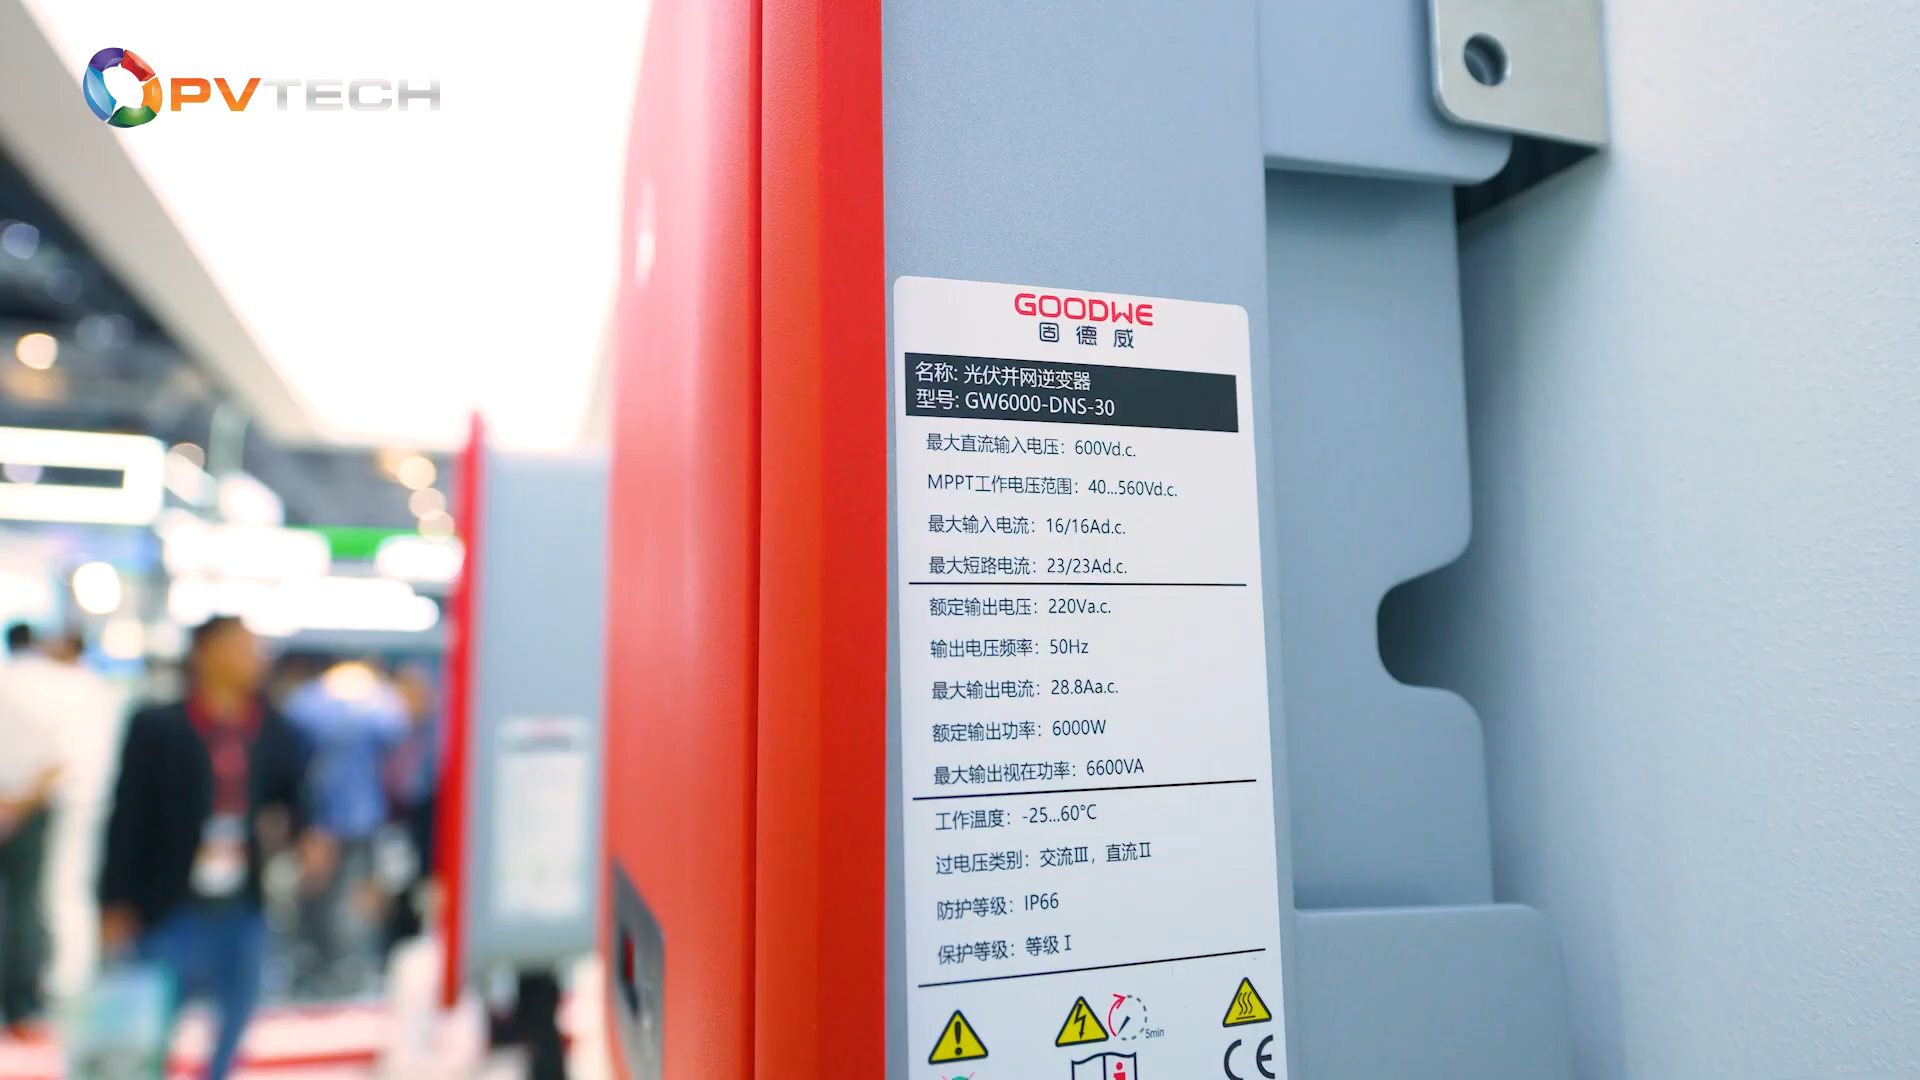 PVTECH
GOODWE
固德威
名称: 光伏并网逆变器
型号: GW6000-DNS-30
最大直流输入电压: 600Vd.c.
MPPT工作电压范围: 40...560Vd.c.
最大输入电流: 16/16Ad.c.
最大短路电流: 23/23Ad.c.
额定输出电压: 220Va.c.
输出电压频率: 50Hz
最大输出电流: 28.8Aa.c.
额定输出功率: 6000W
最大输出视在功率: 6600VA
工作温度: -25...60°C
过电压类别: 交流Ⅲ, 直流Ⅱ
防护等级: IP66
保护等级: 等级Ⅰ
5min
CE